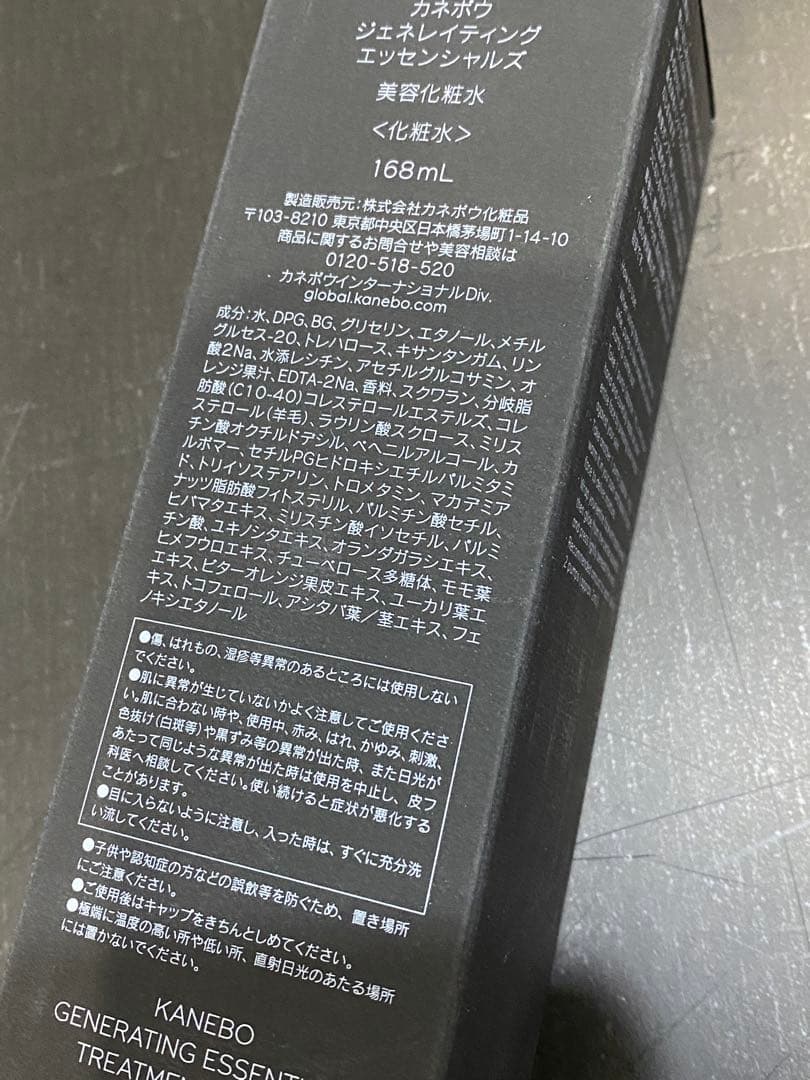 カネボウ
ジェネレイティング
エッセンシャルズ
美容化粧水
<化粧水>
168mL
製造販売元:株式会社カネボウ化粧品
〒103-8210 東京都中央区日本橋茅場町1-14-10
商品に関するお問合せや美容相談は
0120-518-520
カネボウインターナショナルDiv.
global.kanebo.com
成分:水、DPG、BG、グリセリン、エタノール、メチル
グルセス-20、トレハロース、キサンタンガム、リン
酸2Na、水添レシチン、アセチルグルコサミン、オ
レンジ果汁、EDTA-2Na、香料、スクワラン、分岐脂
肪酸(C10-40)コレステロールエステルズ、コレ
ステロール(羊毛)、ラウリン酸スクロース、ミリス
チン酸オクチルドデシル、ベヘニルアルコール、カ
ルボマー、セチルPGヒドロキシエチルパルミタミ
ド、トリイソステアリン、トロメタミン、マカデミア
ナッツ脂肪酸フィトステリル、パルミチン酸セチル、
ヒバマタエキス、ミリスチン酸イソセチル、パルミ
チン酸、ユキノシタエキス、オランダガラシエキス、
ヒメフウロエキス、チューベロース多糖体、モモ葉
エキス、ビターオレンジ果皮エキス、ユーカリ葉エ
キス、トコフェロール、アシタバ葉/茎エキス、フェ
ノキシエタノール
●傷、はれもの、湿疹等異常のあるところには使用しない
でください。
●肌に異常が生じていないかよく注意してご使用くださ
い。肌に合わない時や、使用中、赤み、はれ、かゆみ、刺激、
色抜け(白斑等)や黒ずみ等の異常が出た時、また日光が
あたって同じような異常が出た時は使用を中止し、皮フ
科医へ相談してください。使い続けると症状が悪化する
ことがあります。
●目に入らないように注意し、入った時は、すぐに充分洗
い流してください。
●子供や認知症の方などの誤飲等を防ぐため、置き場所
にご注意ください。
●ご使用後はキャップをきちんとしめてください。
●極端に温度の高い所や低い所、直射日光のあたる場所
には置かないでください。
KANEBO
GENERATING ESSENTI
TREATMEN